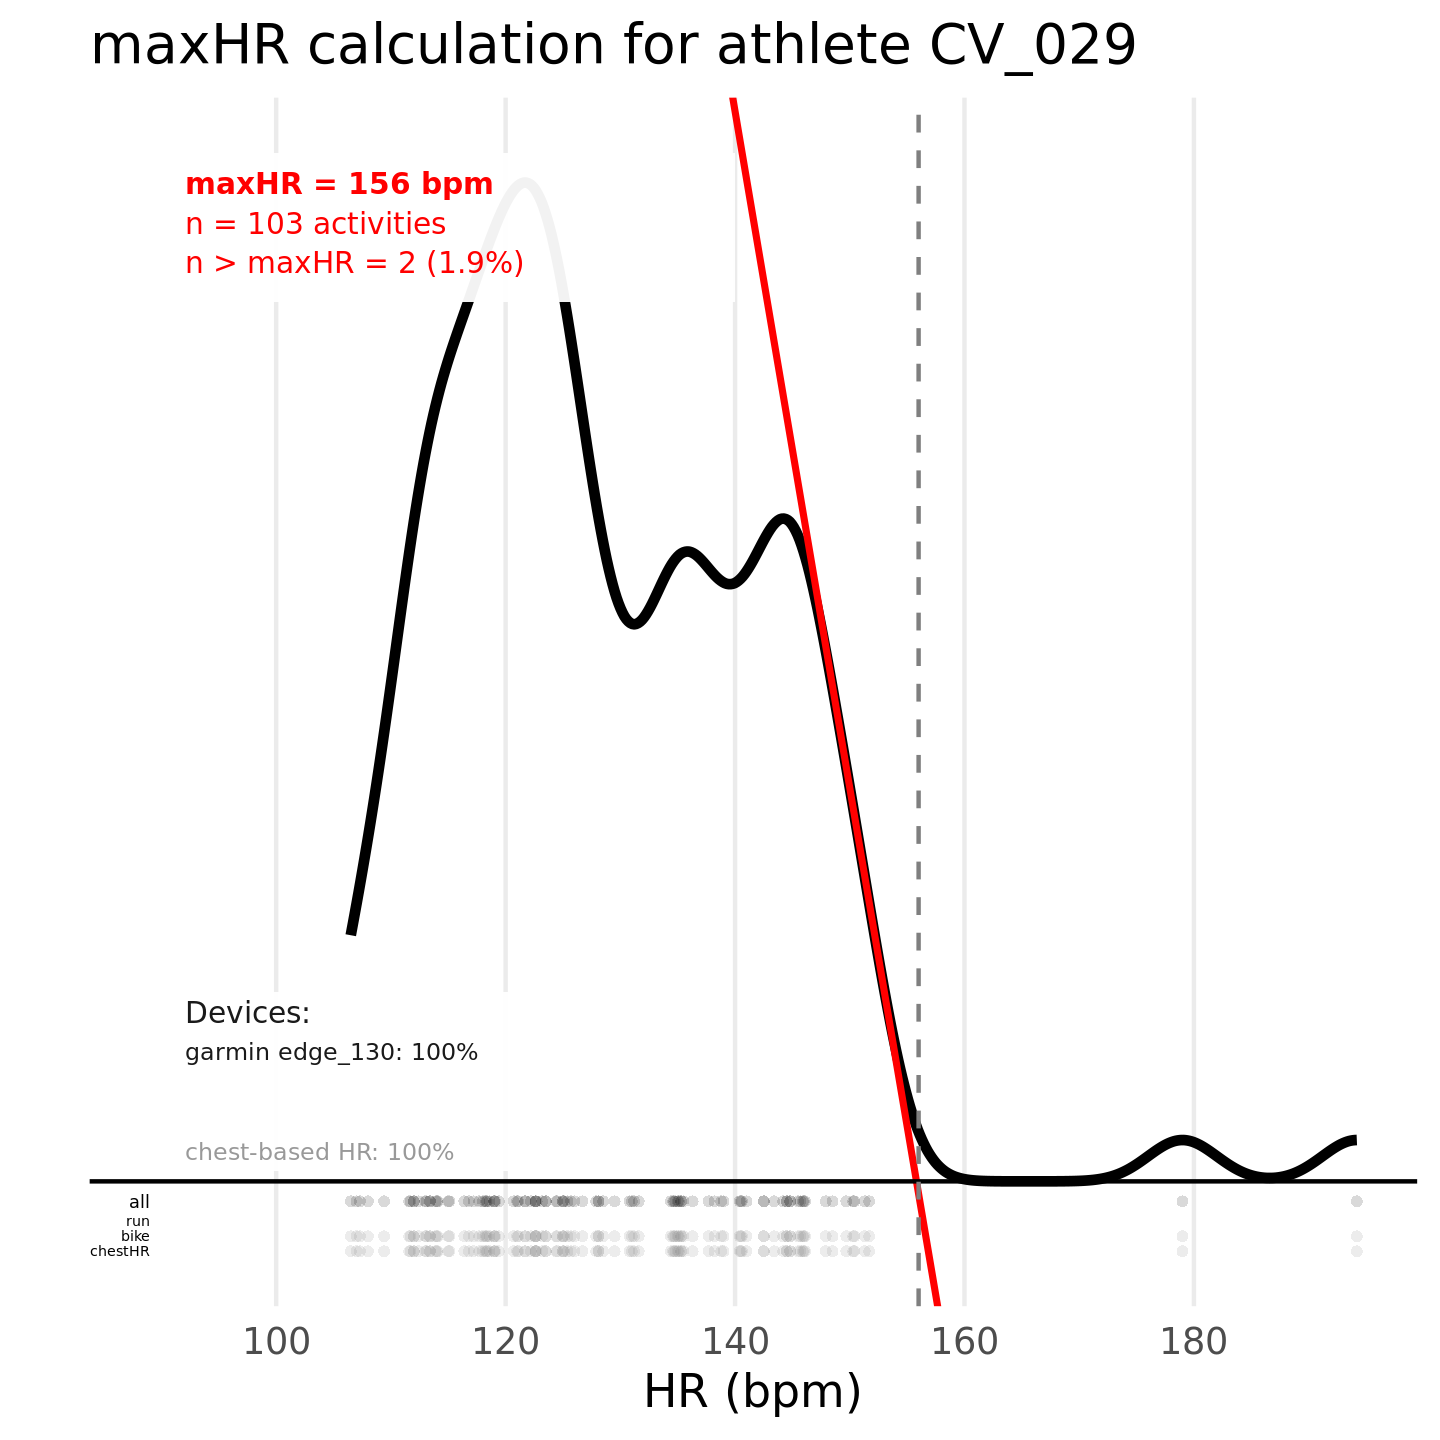 maxHR calculation for athlete CV_029
maxHR = 156 bpm
n = 103 activities
n > maxHR = 2 (1.9%)
Devices:
garmin edge_130: 100%
chest-based HR: 100%
all
run
bike
chestHR
100 120 140 160 180
HR (bpm)